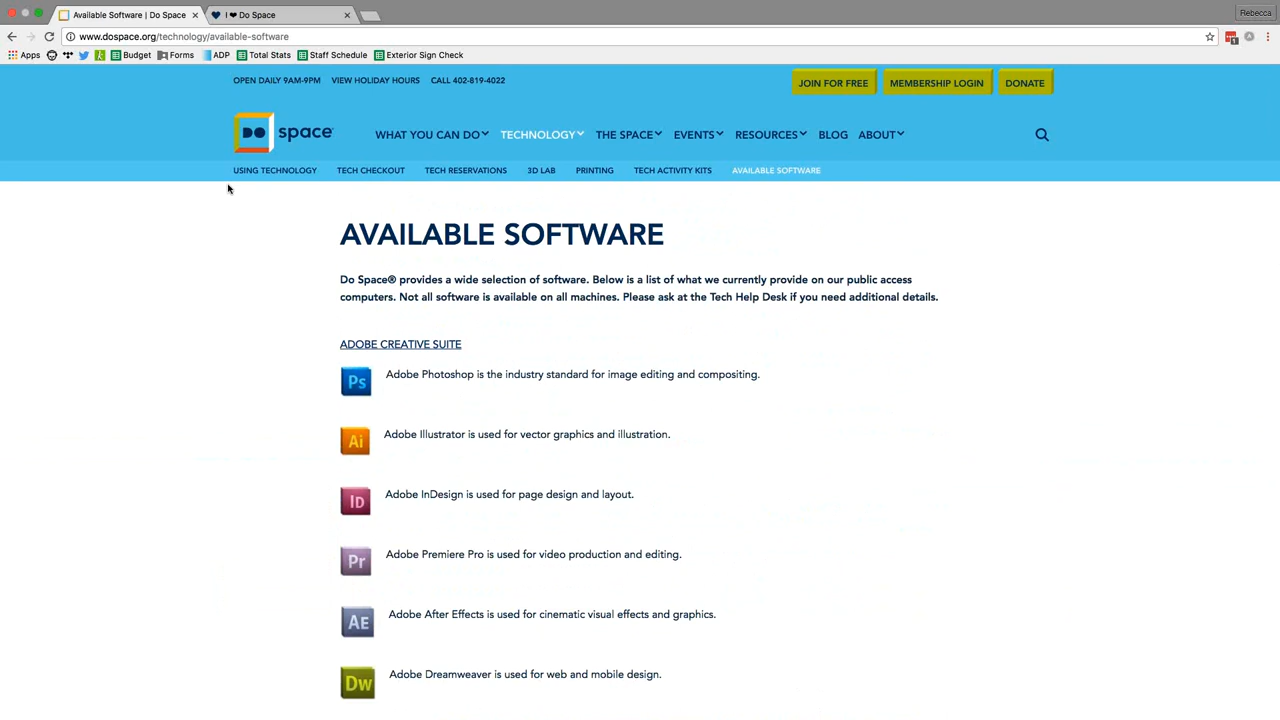 Available Software | Do Space
I ❤ Do Space
Rebecca
www.dospace.org/technology/available-software
Apps
Budget
Forms
ADP
Total Stats
Staff Schedule
Exterior Sign Check
OPEN DAILY 9AM-9PM VIEW HOLIDAY HOURS CALL 402-819-4022
JOIN FOR FREE MEMBERSHIP LOGIN DONATE
DO space
WHAT YOU CAN DO TECHNOLOGY THE SPACE EVENTS RESOURCES BLOG ABOUT
USING TECHNOLOGY TECH CHECKOUT TECH RESERVATIONS 3D LAB PRINTING TECH ACTIVITY KITS AVAILABLE SOFTWARE
AVAILABLE SOFTWARE
Do Space® provides a wide selection of software. Below is a list of what we currently provide on our public access
computers. Not all software is available on all machines. Please ask at the Tech Help Desk if you need additional details.
ADOBE CREATIVE SUITE
Ps Adobe Photoshop is the industry standard for image editing and compositing.
Ai Adobe Illustrator is used for vector graphics and illustration.
ID Adobe InDesign is used for page design and layout.
Pr Adobe Premiere Pro is used for video production and editing.
AE Adobe After Effects is used for cinematic visual effects and graphics.
Dw Adobe Dreamweaver is used for web and mobile design.